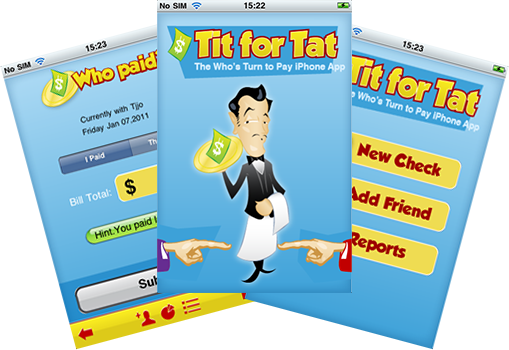 No SIM 15:23
Who paid
Currently with Tjjo
Friday Jan 07,2011
I Paid
Bill Total: $
Hint:You paid
Sub
No SIM 15:22
$ Tit for Tat
The Who's Turn to Pay iPhone App
$
15:23
Tit for Tat
The Who's Turn to Pay iPhone App
New Check
Add Friend
Reports